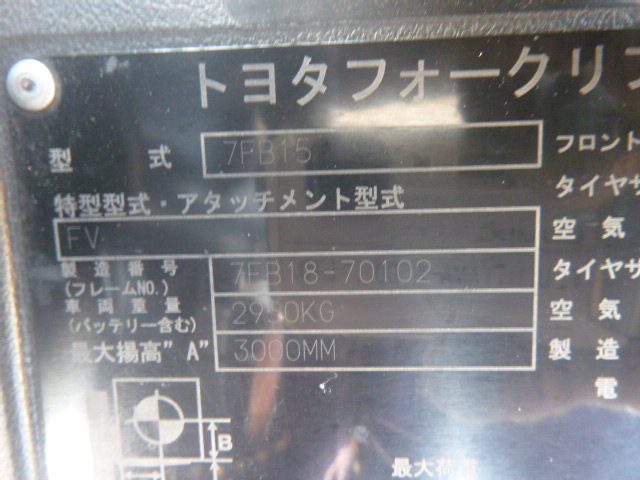 トヨタフォークリフ
型 式 7FB15 フロント
タイヤサ
特型型式・アタッチメント型式
FV 空 気
製造番号 7FB18-70102 タイヤサ
(フレームNO.)
車両重量 2950KG 空 気
(バッテリー含む)
最大揚高"A" 3000MM 製 造
電
B
最大荷重